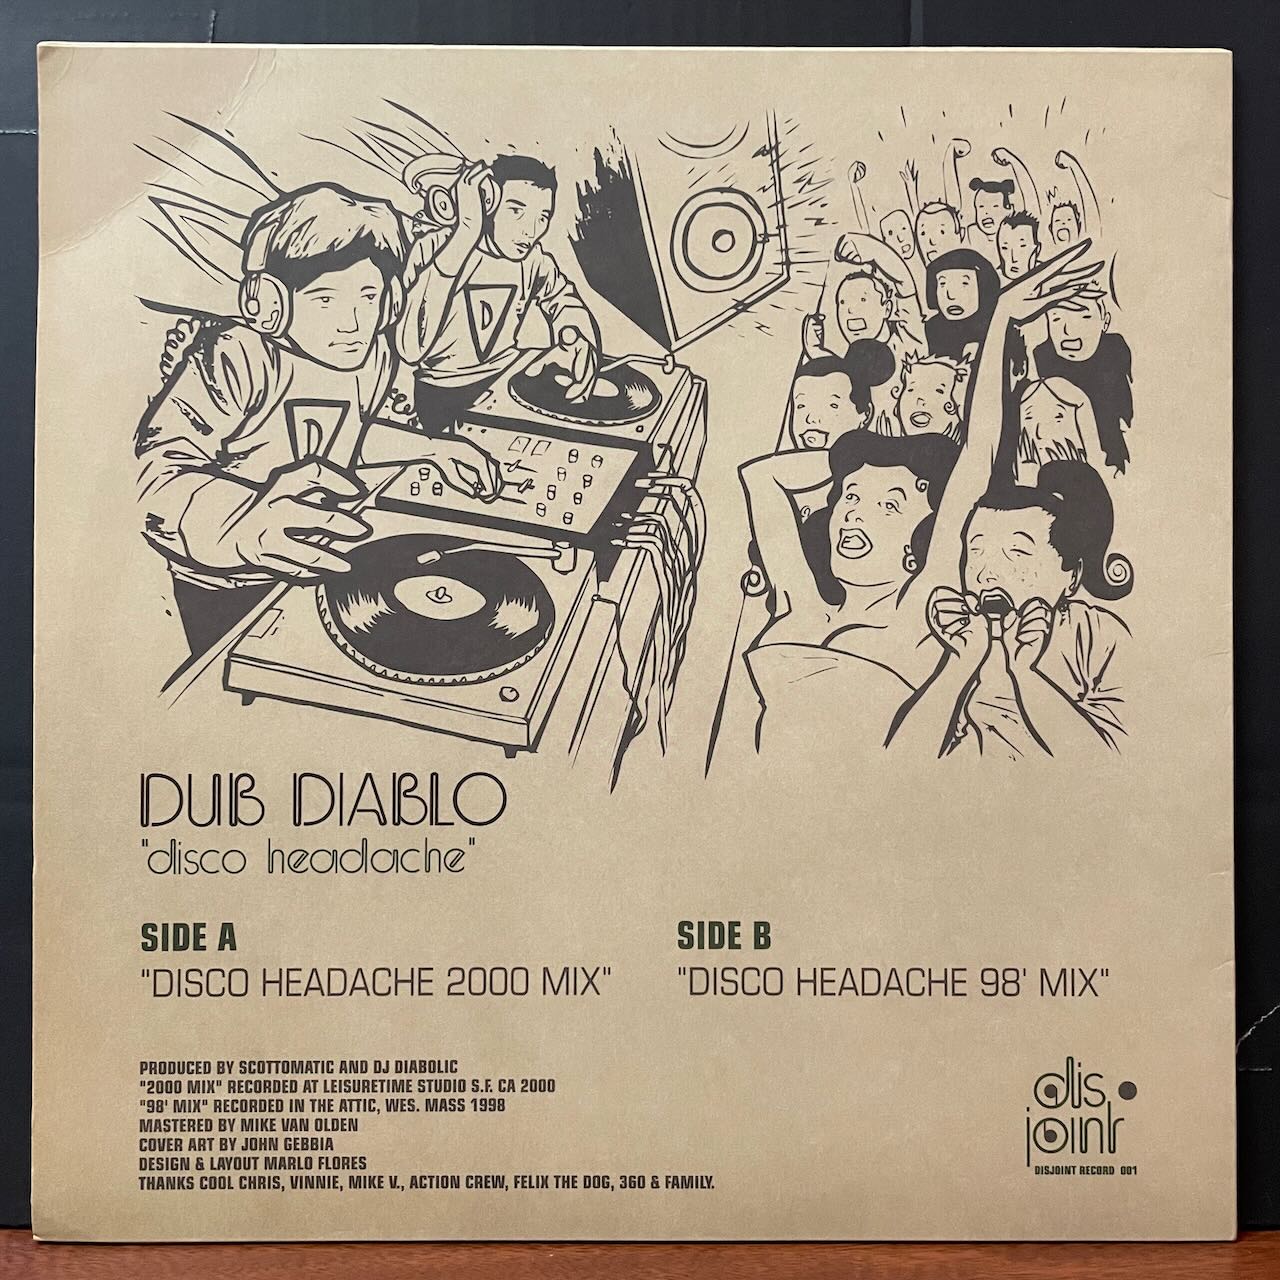 D
D
DUB DIABLO
"disco headache"
SIDE A
"DISCO HEADACHE 2000 MIX"
SIDE B
"DISCO HEADACHE 98' MIX"
PRODUCED BY SCOTTOMATIC AND DJ DIABOLIC
"2000 MIX" RECORDED AT LEISURETIME STUDIO S.F. CA 2000
"98' MIX" RECORDED IN THE ATTIC, WES. MASS 1998
MASTERED BY MIKE VAN OLDEN
COVER ART BY JOHN GEBBIA
DESIGN & LAYOUT MARLO FLORES
THANKS COOL CHRIS, VINNIE, MIKE V., ACTION CREW, FELIX THE DOG, 360 & FAMILY.
dis •
joint
DISJOINT RECORD 001